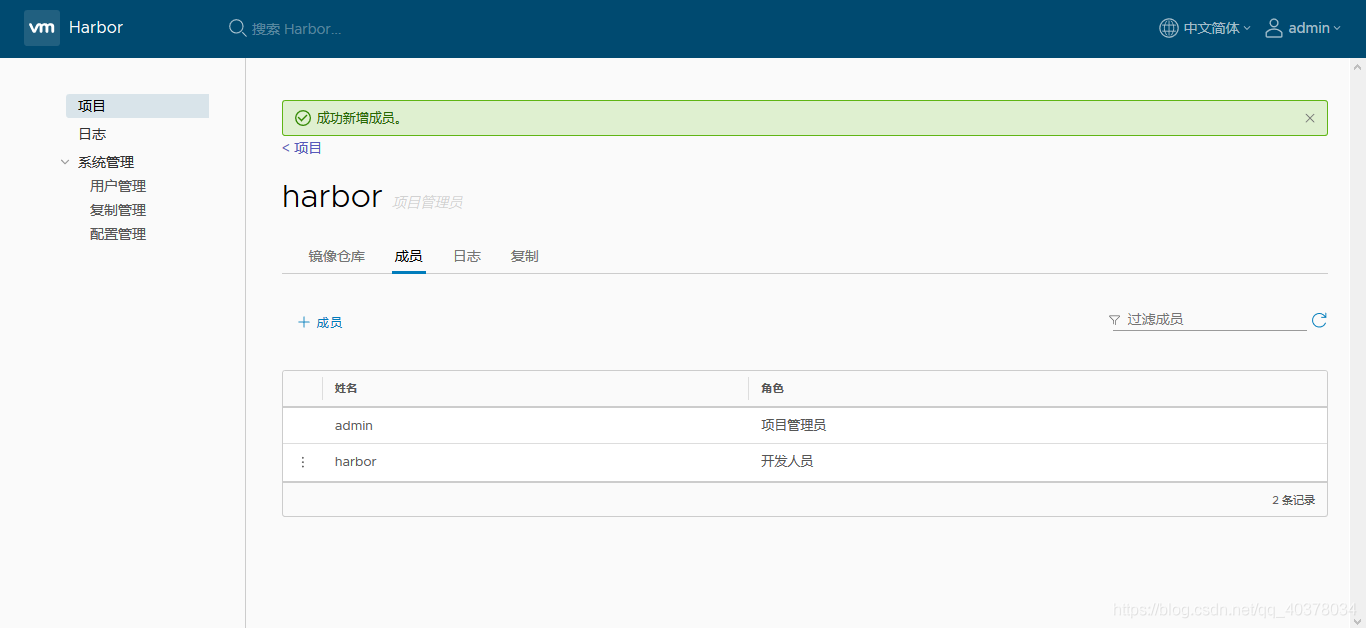 vm Harbor 搜索 Harbor... 中文简体 admin
项目
日志
系统管理
用户管理
复制管理
配置管理
成功新增成员。
< 项目
harbor 项目管理员
镜像仓库 成员 日志 复制
+ 成员 过滤成员
姓名 角色
admin 项目管理员
harbor 开发人员
2 条记录
https://blog.csdn.net/qq_40378034